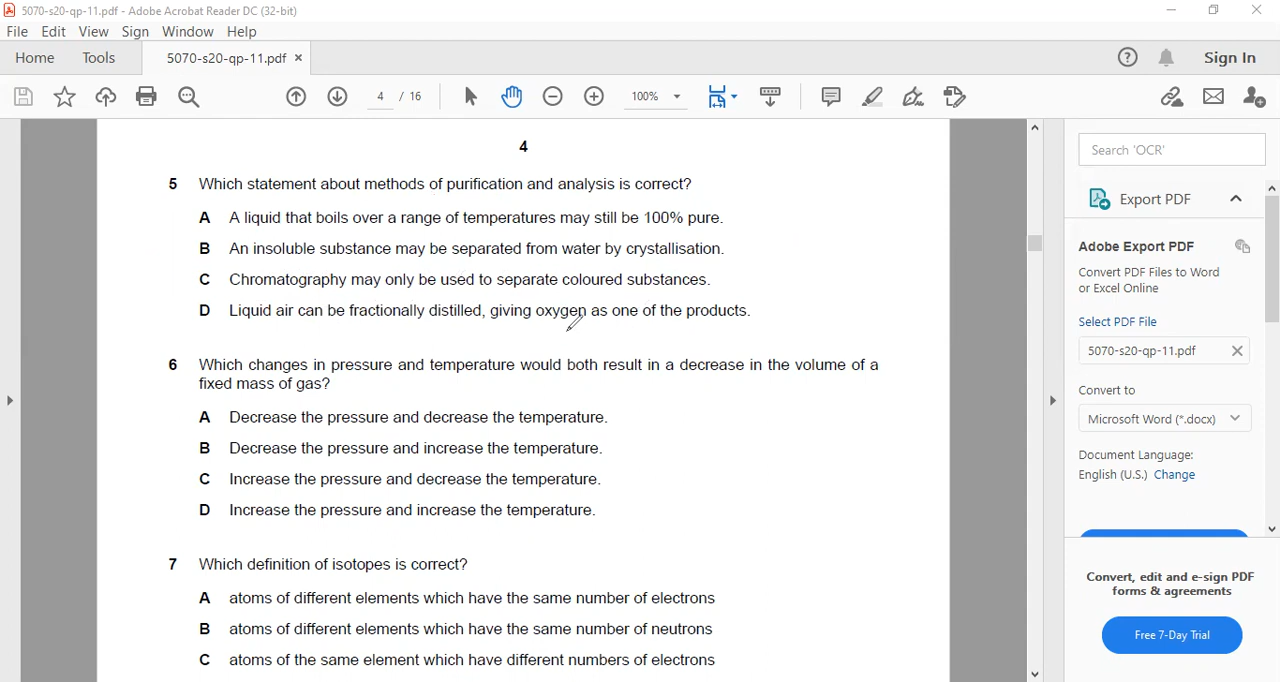 5070-s20-qp-11.pdf - Adobe Acrobat Reader DC (32-bit)
File Edit View Sign Window Help
Home Tools 5070-s20-qp-11.pdf × Sign In
4 / 16 100%
4
5 Which statement about methods of purification and analysis is correct?
A A liquid that boils over a range of temperatures may still be 100% pure.
B An insoluble substance may be separated from water by crystallisation.
C Chromatography may only be used to separate coloured substances.
D Liquid air can be fractionally distilled, giving oxygen as one of the products.
6 Which changes in pressure and temperature would both result in a decrease in the volume of a
fixed mass of gas?
A Decrease the pressure and decrease the temperature.
B Decrease the pressure and increase the temperature.
C Increase the pressure and decrease the temperature.
D Increase the pressure and increase the temperature.
7 Which definition of isotopes is correct?
A atoms of different elements which have the same number of electrons
B atoms of different elements which have the same number of neutrons
C atoms of the same element which have different numbers of electrons
Search 'OCR'
Export PDF
Adobe Export PDF
Convert PDF Files to Word
or Excel Online
Select PDF File
5070-s20-qp-11.pdf
Convert to
Microsoft Word (*.docx)
Document Language:
English (U.S.) Change
Convert, edit and e-sign PDF
forms & agreements
Free 7-Day Trial